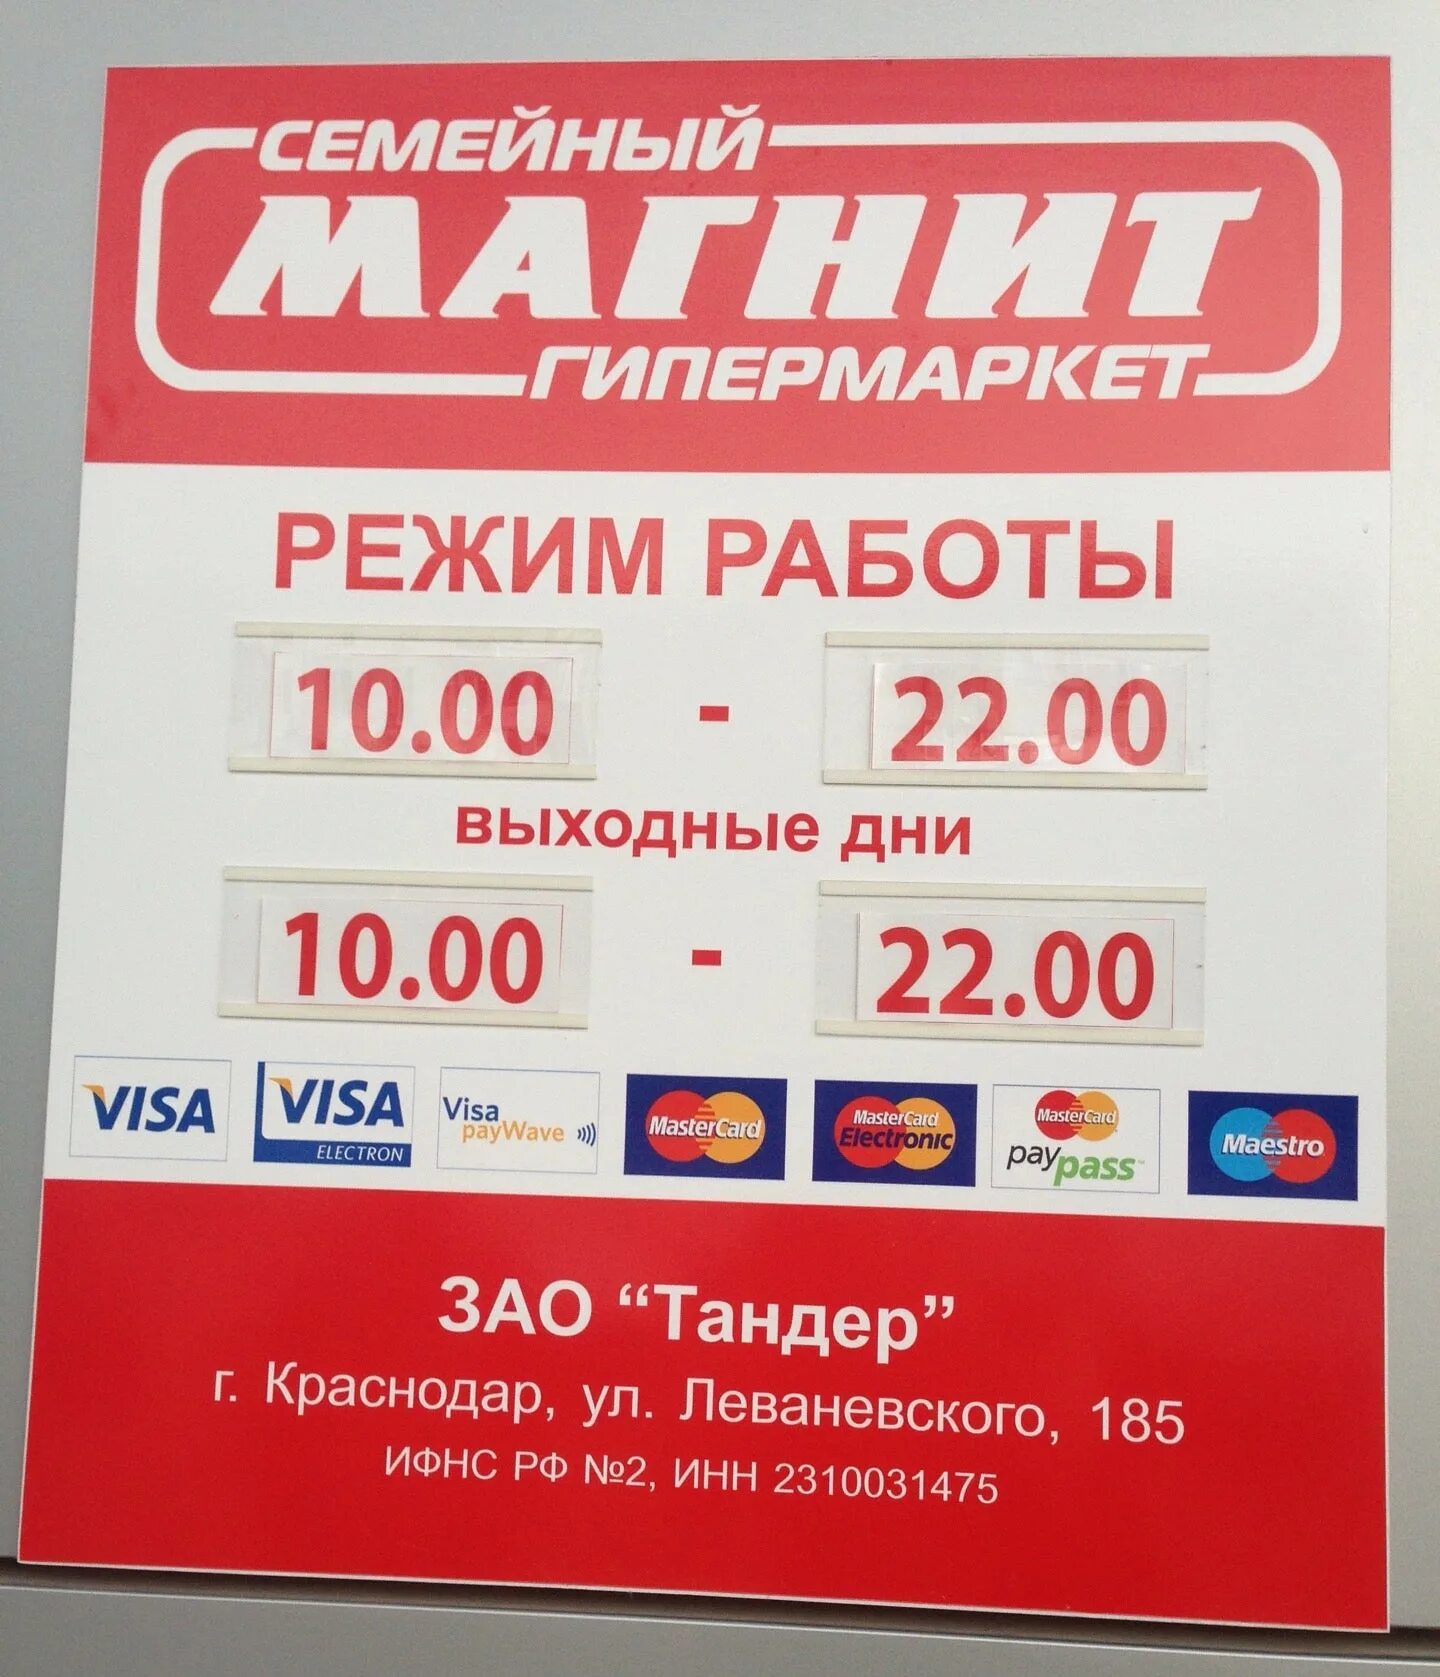 СЕМЕЙНЫЙ
МАГНИТ
ГИПЕРМАРКЕТ
РЕЖИМ РАБОТЫ
10.00 - 22.00
ВЫХОДНЫЕ ДНИ
10.00 - 22.00
VISA VISA ELECTRON Visa payWave MasterCard MasterCard Electronic MasterCard paypass Maestro
ЗАО “Тандер”
г. Краснодар, ул. Леваневского, 185
ИФНС РФ №2, ИНН 2310031475